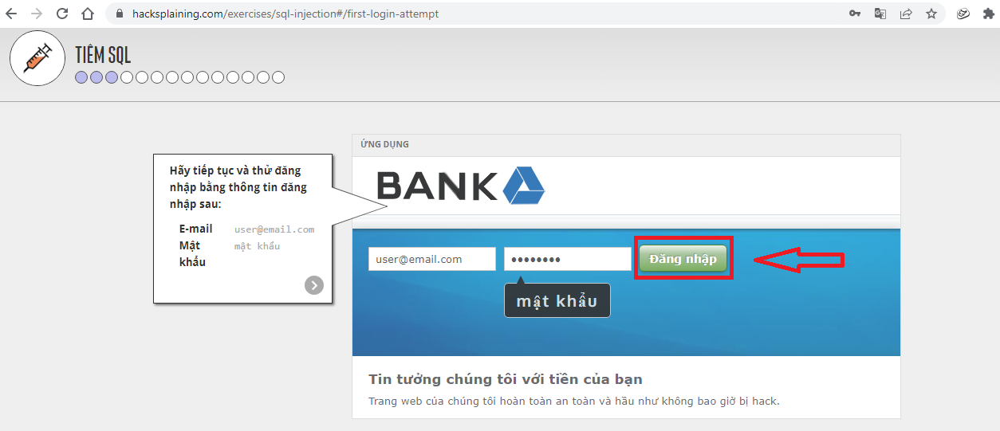 hacksplaining.com/exercises/sql-injection#/first-login-attempt
TIÊM SQL
ỨNG DỤNG
Hãy tiếp tục và thử đăng
nhập bằng thông tin đăng
nhập sau:
E-mail user@email.com
Mật mật khẩu
khẩu
BANK
user@email.com •••••••• Đăng nhập
mật khẩu
Tin tưởng chúng tôi với tiền của bạn
Trang web của chúng tôi hoàn toàn an toàn và hầu như không bao giờ bị hack.